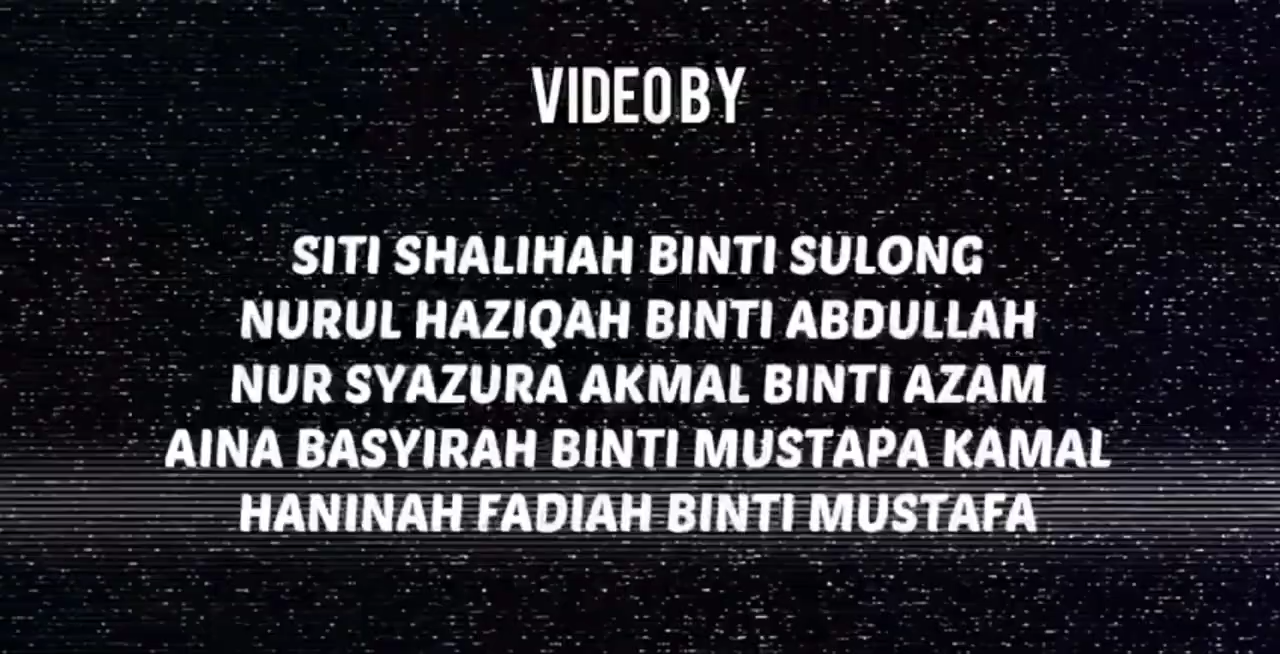 VIDEO BY
SITI SHALIHAH BINTI SULONG
NURUL HAZIQAH BINTI ABDULLAH
NUR SYAZURA AKMAL BINTI AZAM
AINA BASYIRAH BINTI MUSTAPA KAMAL
HANINAH FADIAH BINTI MUSTAFA